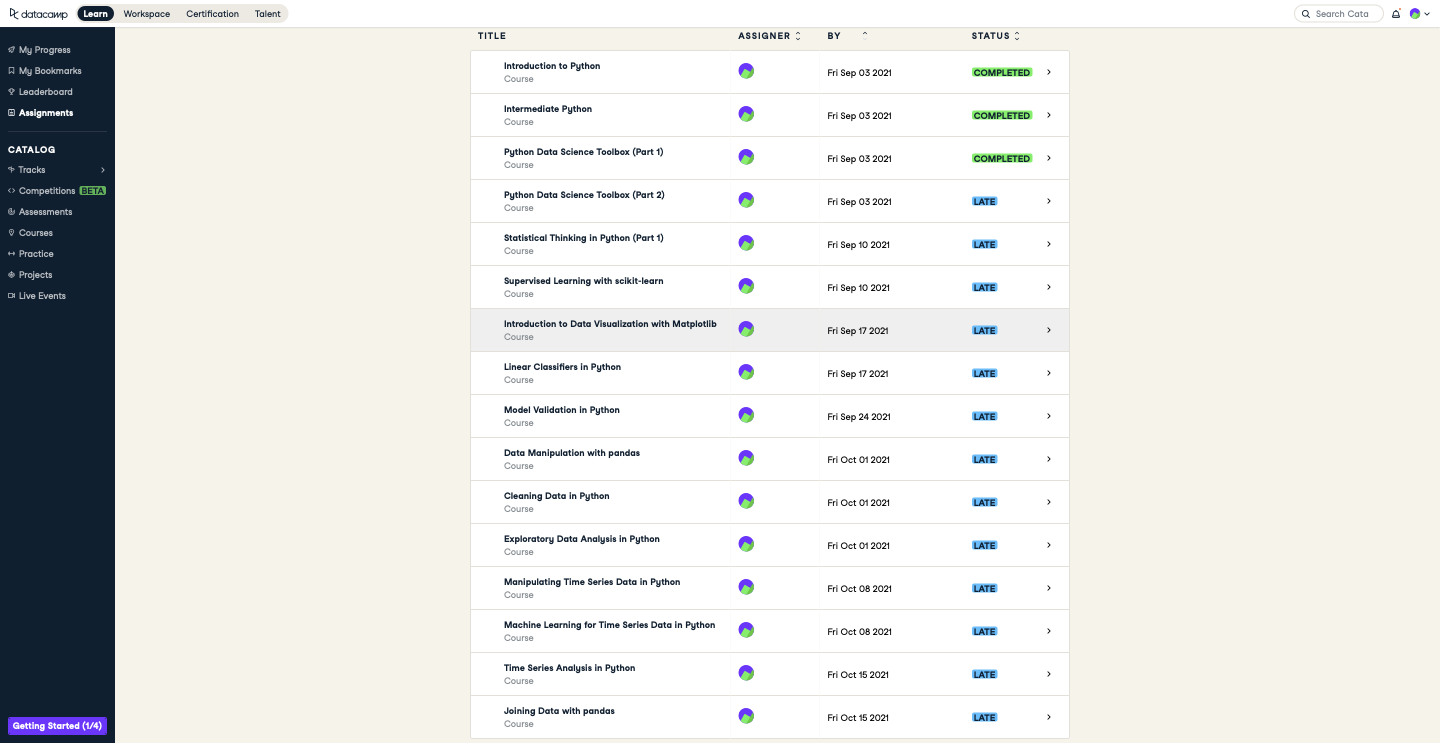 datacamp Learn Workspace Certification Talent Search Cata
My Progress
My Bookmarks
Leaderboard
Assignments
CATALOG
Tracks
Competitions BETA
Assessments
Courses
Practice
Projects
Live Events
Getting Started (1/4)
TITLE ASSIGNER BY STATUS
Introduction to Python
Course
Fri Sep 03 2021 COMPLETED
Intermediate Python
Course
Fri Sep 03 2021 COMPLETED
Python Data Science Toolbox (Part 1)
Course
Fri Sep 03 2021 COMPLETED
Python Data Science Toolbox (Part 2)
Course
Fri Sep 03 2021 LATE
Statistical Thinking in Python (Part 1)
Course
Fri Sep 10 2021 LATE
Supervised Learning with scikit-learn
Course
Fri Sep 10 2021 LATE
Introduction to Data Visualization with Matplotlib
Course
Fri Sep 17 2021 LATE
Linear Classifiers in Python
Course
Fri Sep 17 2021 LATE
Model Validation in Python
Course
Fri Sep 24 2021 LATE
Data Manipulation with pandas
Course
Fri Oct 01 2021 LATE
Cleaning Data in Python
Course
Fri Oct 01 2021 LATE
Exploratory Data Analysis in Python
Course
Fri Oct 01 2021 LATE
Manipulating Time Series Data in Python
Course
Fri Oct 08 2021 LATE
Machine Learning for Time Series Data in Python
Course
Fri Oct 08 2021 LATE
Time Series Analysis in Python
Course
Fri Oct 15 2021 LATE
Joining Data with pandas
Course
Fri Oct 15 2021 LATE